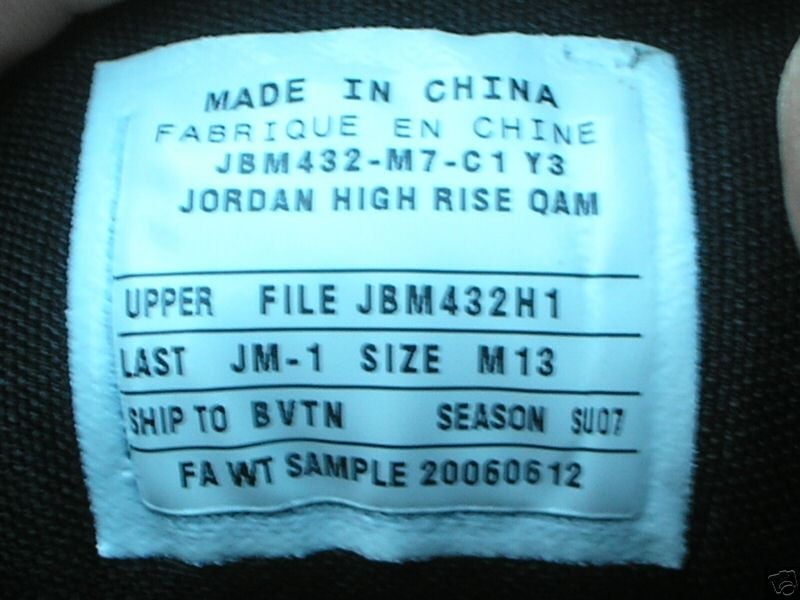 MADE IN CHINA
FABRIQUE EN CHINE
JBM432-M7-C1 Y3
JORDAN HIGH RISE QAM
UPPER FILE JBM432H1
LAST JM-1 SIZE M13
SHIP TO BVTN SEASON SU07
FA WT SAMPLE 20060612